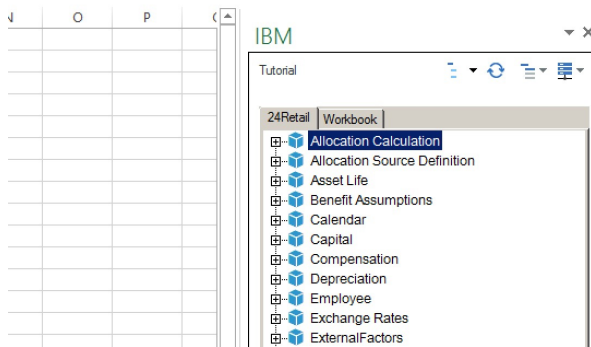 N O P
IBM
Tutorial
24Retail Workbook
Allocation Calculation
Allocation Source Definition
Asset Life
Benefit Assumptions
Calendar
Capital
Compensation
Depreciation
Employee
Exchange Rates
ExternalFactors